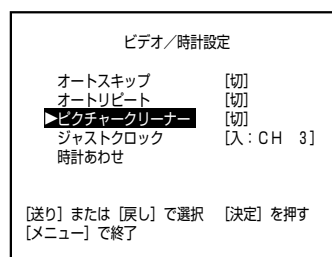 ビデオ／時計設定
オートスキップ [切]
オートリピート [切]
▶ピクチャークリーナー [切]
ジャストクロック [入：CH 3]
時計あわせ
[送り] または [戻し] で選択 [決定] を押す
[メニュー] で終了